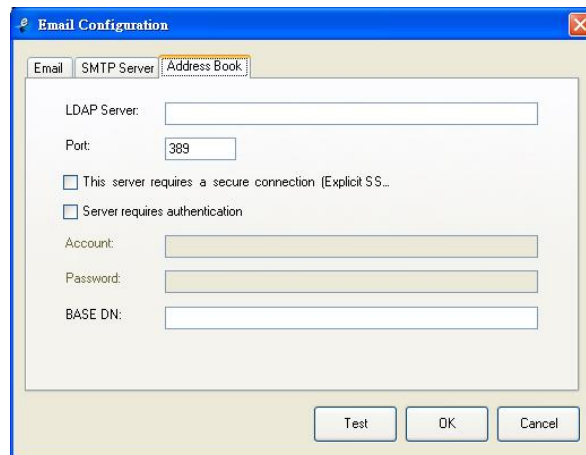 Email Configuration
Email SMTP Server Address Book
LDAP Server:
Port: 389
This server requires a secure connection (Explicit SS...
Server requires authentication
Account:
Password:
BASE DN:
Test OK Cancel